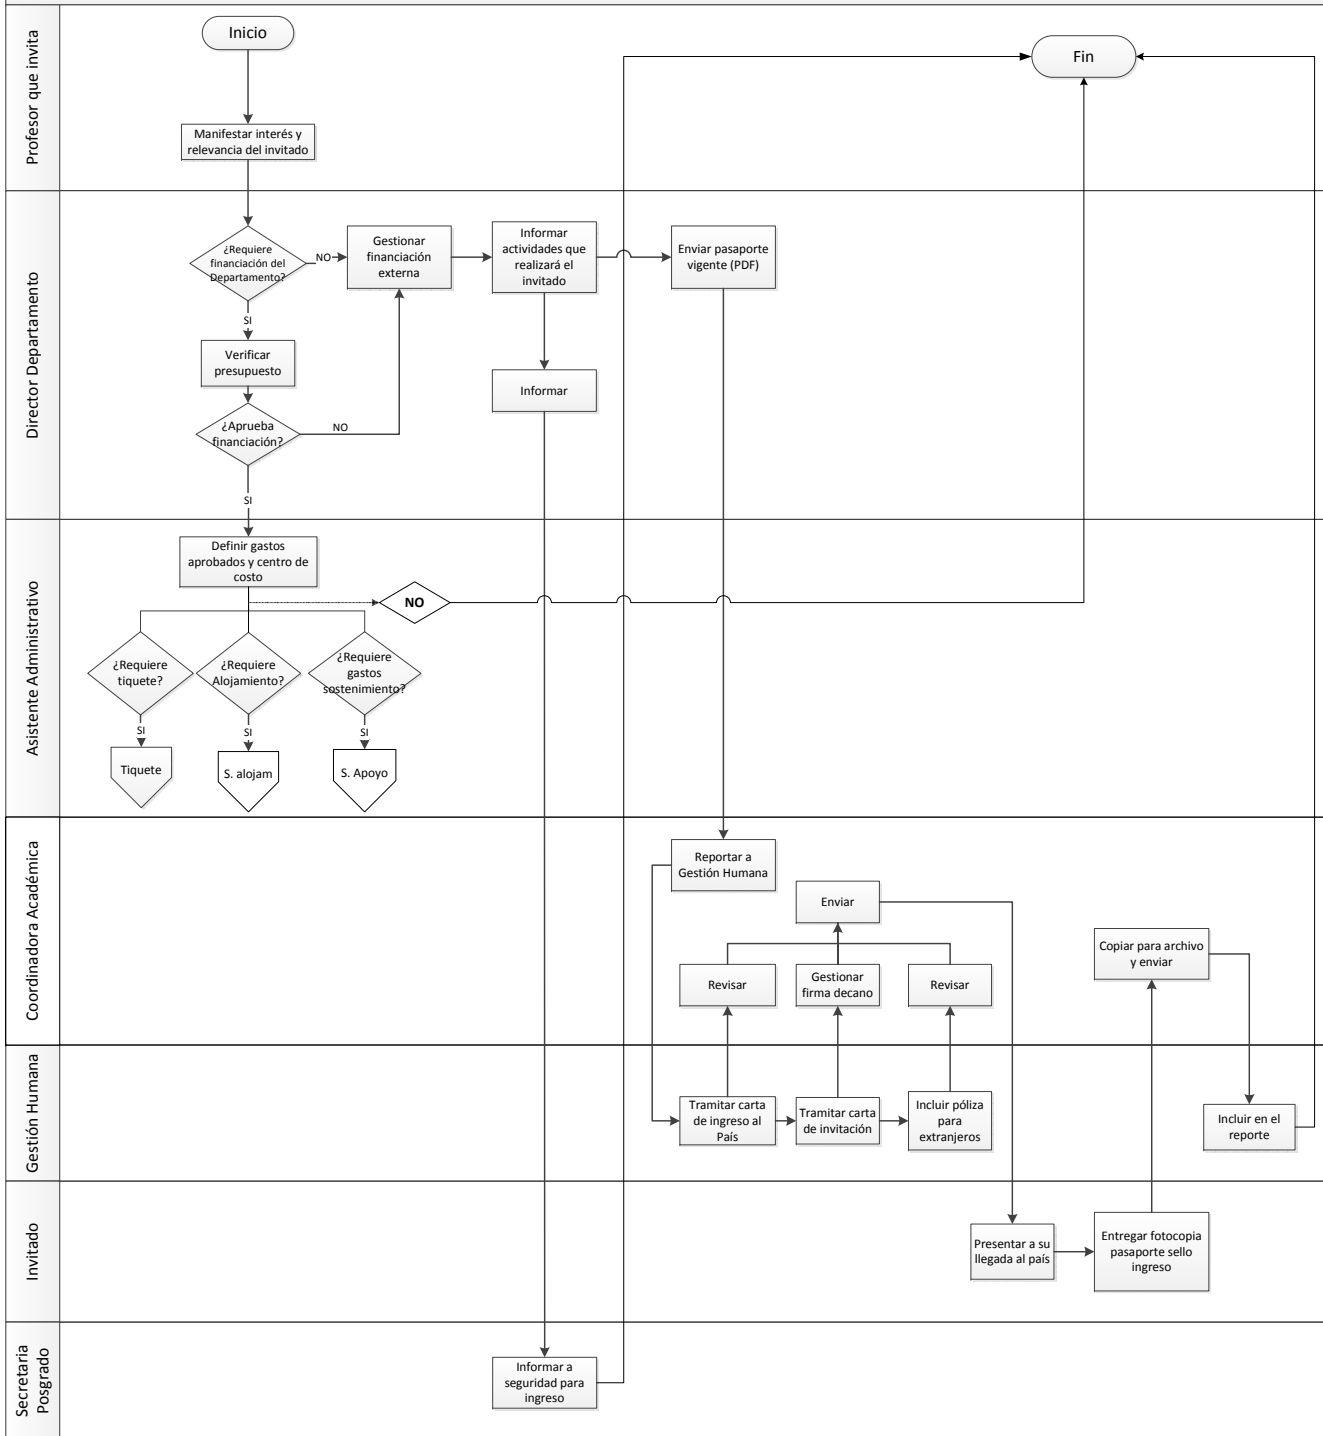 Profesor que invita
Inicio
Fin
Manifestar interés y
relevancia del invitado
Director Departamento
¿Requiere
financiación del
Departamento?
NO
Gestionar
financiación
externa
Informar
actividades que
realizará el
invitado
Enviar pasaporte
vigente (PDF)
SI
Verificar
presupuesto
Informar
¿Aprueba
financiación?
NO
SI
Asistente Administrativo
Definir gastos
aprobados y centro de
costo
NO
¿Requiere
tiquete?
¿Requiere
Alojamiento?
¿Requiere
gastos
sostenimiento?
SI
SI
SI
Tiquete
S. alojam
S. Apoyo
Coordinadora Académica
Reportar a
Gestión Humana
Enviar
Copiar para archivo
y enviar
Revisar
Gestionar
firma decano
Revisar
Gestión Humana
Tramitar carta
de ingreso al
País
Tramitar carta
de invitación
Incluir póliza
para
extranjeros
Incluir en el
reporte
Invitado
Presentar a su
llegada al país
Entregar fotocopia
pasaporte sello
ingreso
Secretaria
Posgrado
Informar a
seguridad para
ingreso